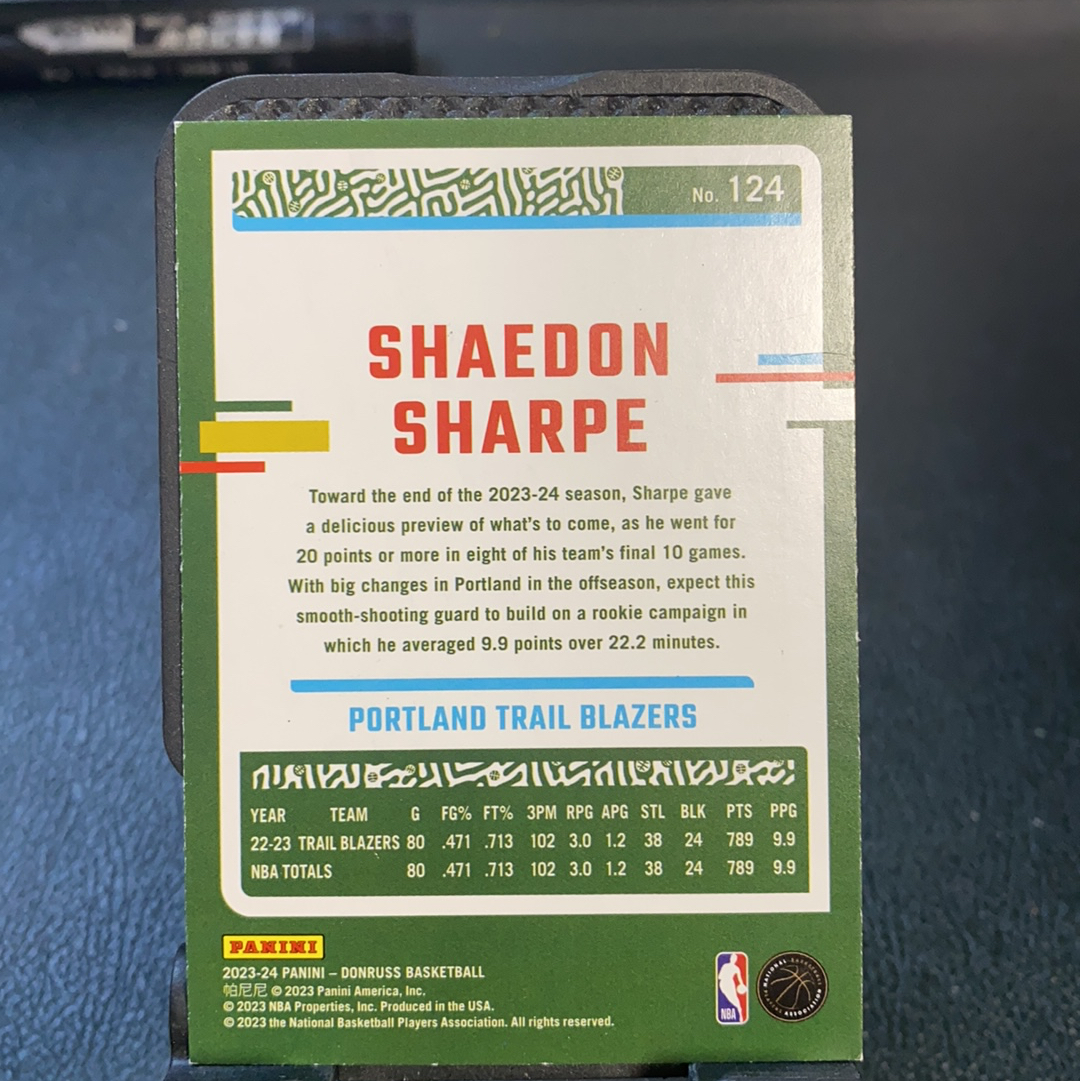 No. 124
SHAEDON
SHARPE
Toward the end of the 2023-24 season, Sharpe gave
a delicious preview of what's to come, as he went for
20 points or more in eight of his team's final 10 games.
With big changes in Portland in the offseason, expect this
smooth-shooting guard to build on a rookie campaign in
which he averaged 9.9 points over 22.2 minutes.
PORTLAND TRAIL BLAZERS
YEAR TEAM G FG% FT% 3PM RPG APG STL BLK PTS PPG
22-23 TRAIL BLAZERS 80 .471 .713 102 3.0 1.2 38 24 789 9.9
NBA TOTALS 80 .471 .713 102 3.0 1.2 38 24 789 9.9
PANINI
2023-24 PANINI – DONRUSS BASKETBALL
帕尼尼 © 2023 Panini America, Inc.
© 2023 NBA Properties, Inc. Produced in the USA.
© 2023 the National Basketball Players Association. All rights reserved.
NBA
NATIONAL BASKETBALL PLAYERS ASSOCIATION